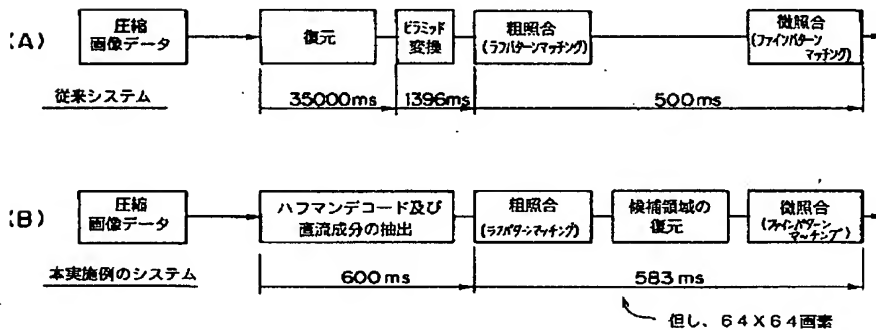 (A)
圧縮
画像データ
復元
ピラミッド
変換
粗照合
(ラフパターンマッチング)
微照合
(ファインパターン
マッチング)
従来システム
35000ms
1396ms
500ms
(B)
圧縮
画像データ
ハフマンデコード及び
直流成分の抽出
粗照合
(ラフパターンマッチング)
候補領域の
復元
微照合
(ファインパターン
マッチング)
本実施例のシステム
600ms
583ms
但し、64X64画素